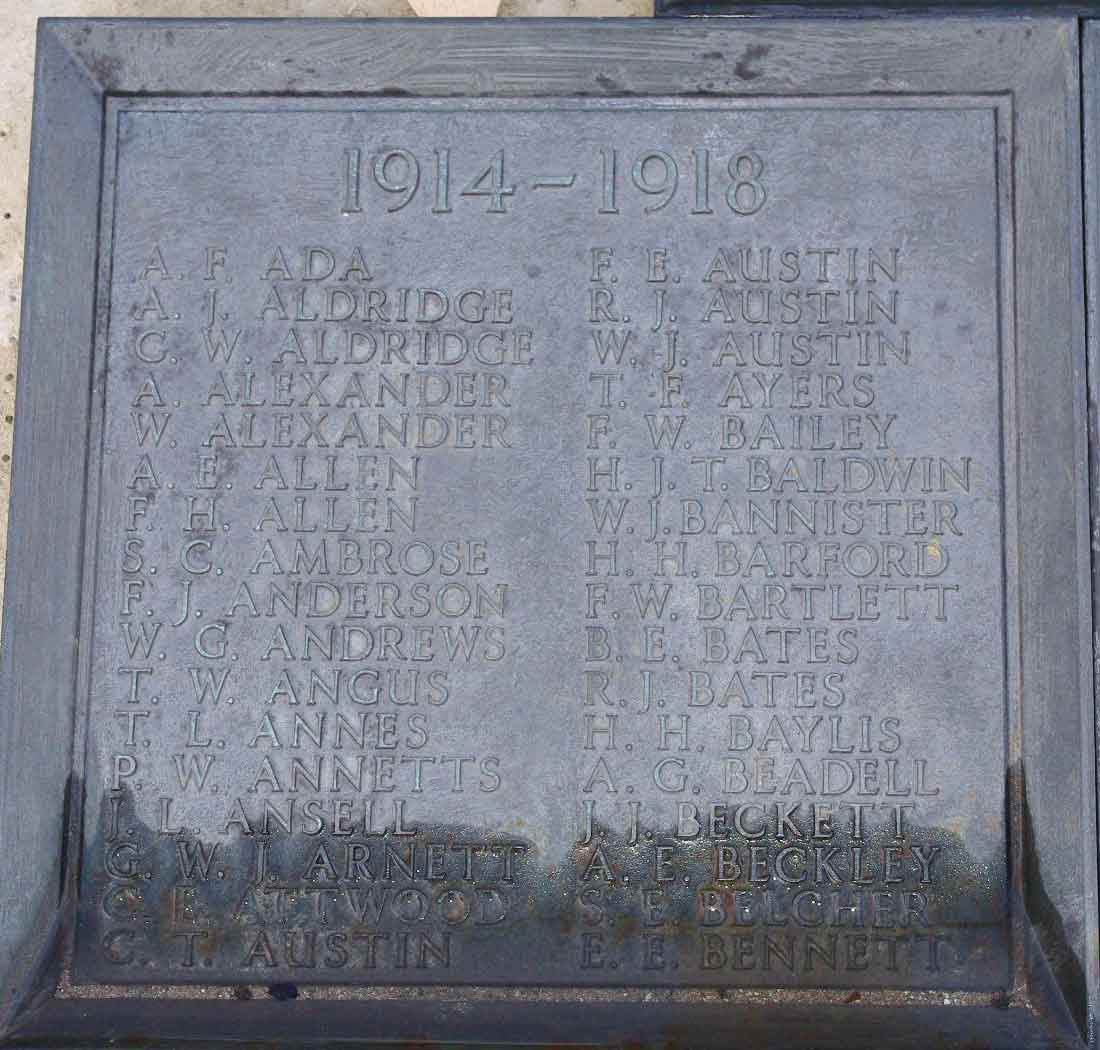 1914–1918
A. F. ADA
A. J. ALDRIDGE
C. W. ALDRIDGE
A. ALEXANDER
W. ALEXANDER
A. E. ALLEN
F. H. ALLEN
S. C. AMBROSE
F. J. ANDERSON
W. G. ANDREWS
T. W. ANGUS
T. L. ANNES
P. W. ANNETTS
J. L. ANSELL
G. W. J. ARNETT
C. E. ATTWOOD
C. T. AUSTIN
F. E. AUSTIN
R. J. AUSTIN
W. J. AUSTIN
T. F. AYERS
F. W. BAILEY
H. J. T. BALDWIN
W. J. BANNISTER
H. H. BARFORD
F. W. BARTLETT
B. E. BATES
R. J. BATES
H. H. BAYLIS
A. G. BEADELL
J. J. BECKETT
A. E. BECKLEY
S. E. BELCHER
E. E. BENNETT